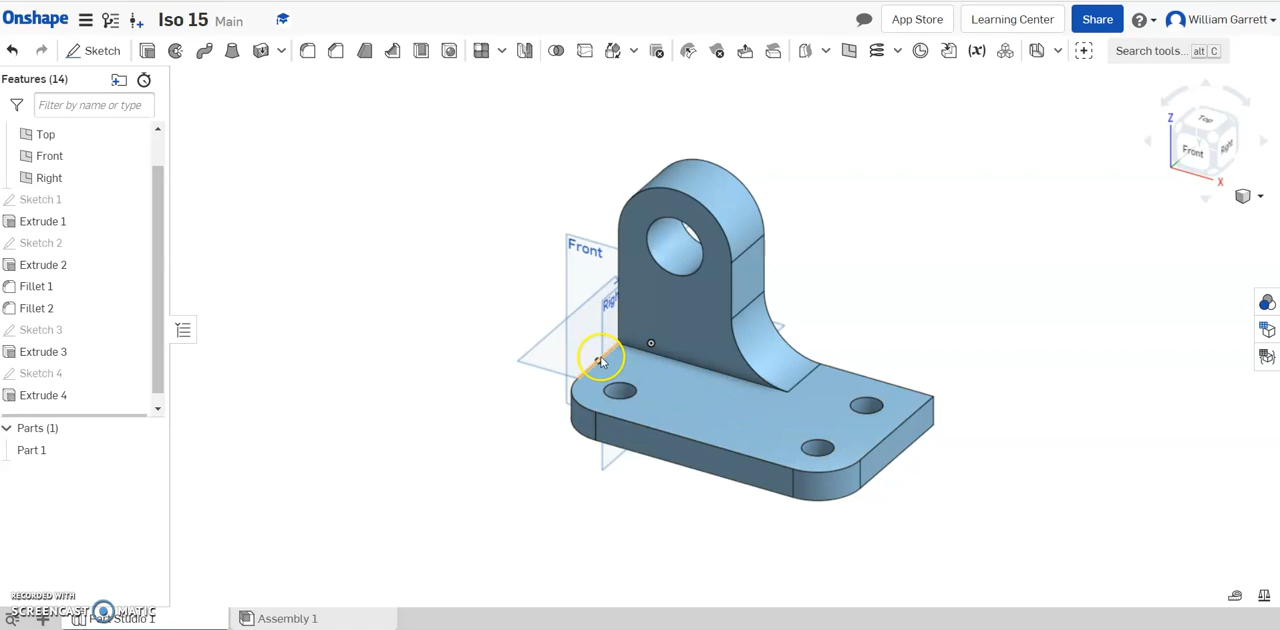 Onshape Iso 15 Main App Store Learning Center Share William Garrett
Sketch (x) Search tools... alt C
Features (14)
Filter by name or type
Top
Front
Right
Sketch 1
Extrude 1
Sketch 2
Extrude 2
Fillet 1
Fillet 2
Sketch 3
Extrude 3
Sketch 4
Extrude 4
Parts (1)
Part 1
Front
Z
Top
Front
Right
X
RECORDED WITH
SCREENCAST MATIC
Part Studio 1 Assembly 1